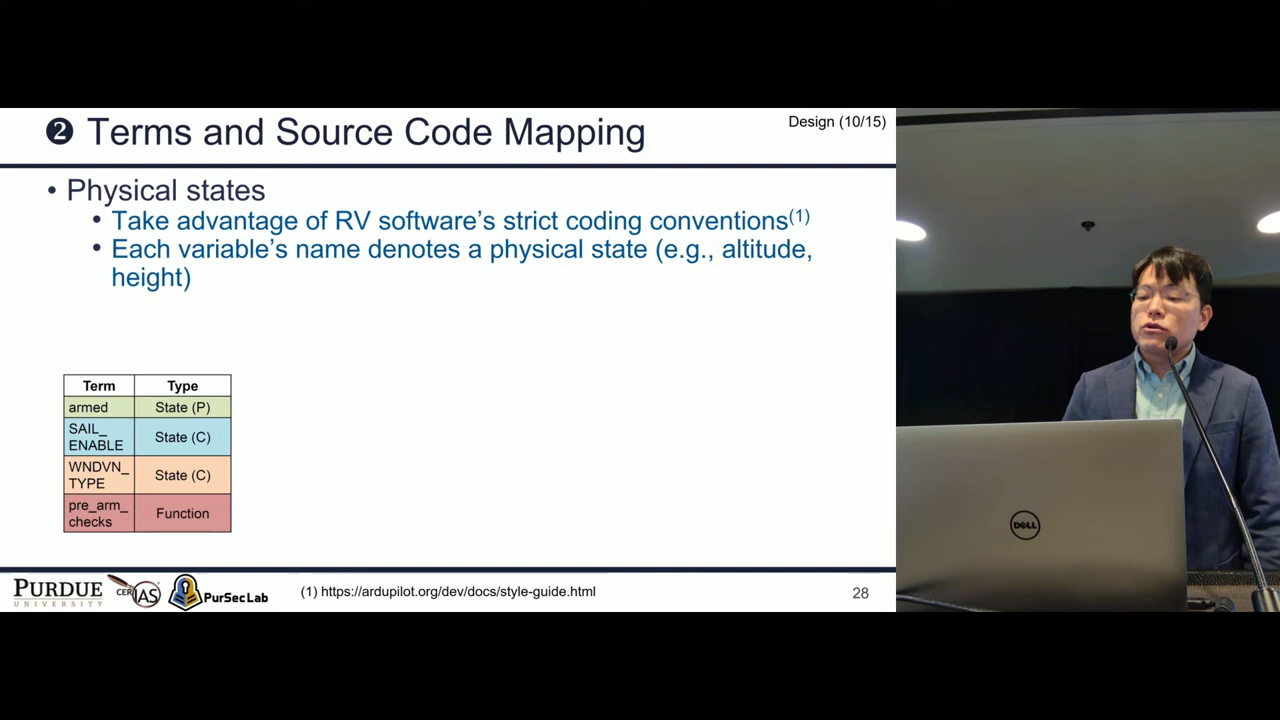 ❷ Terms and Source Code Mapping
Design (10/15)
• Physical states
• Take advantage of RV software's strict coding conventions(1)
• Each variable's name denotes a physical state (e.g., altitude,
height)
Term Type
armed State (P)
SAIL_
ENABLE State (C)
WNDVN_
TYPE State (C)
pre_arm_
checks Function
PURDUE
UNIVERSITY
CERIAS
PurSecLab
(1) https://ardupilot.org/dev/docs/style-guide.html
28
DELL